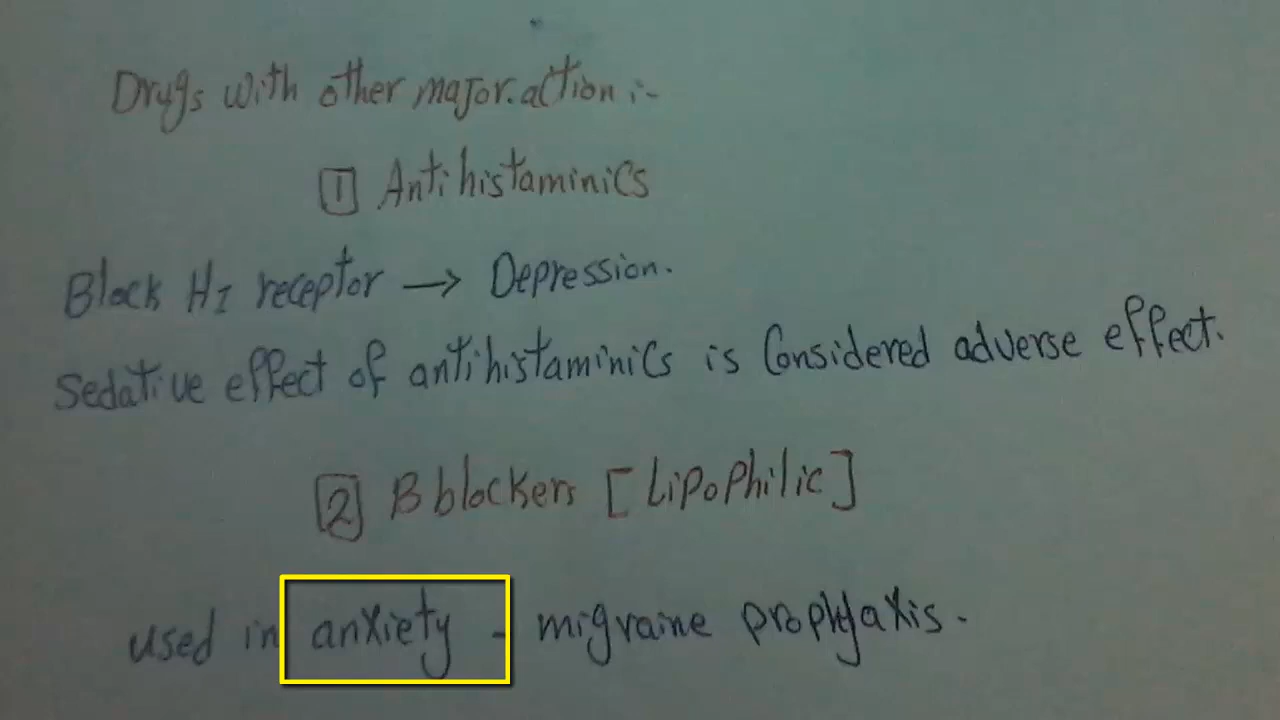 Drugs with other major action :-
1 Antihistaminics
Block H1 receptor → Depression.
Sedative effect of antihistaminics is Considered adverse effect.
2 B blockers [Lipophilic]
used in anxiety - migraine prophylaxis.